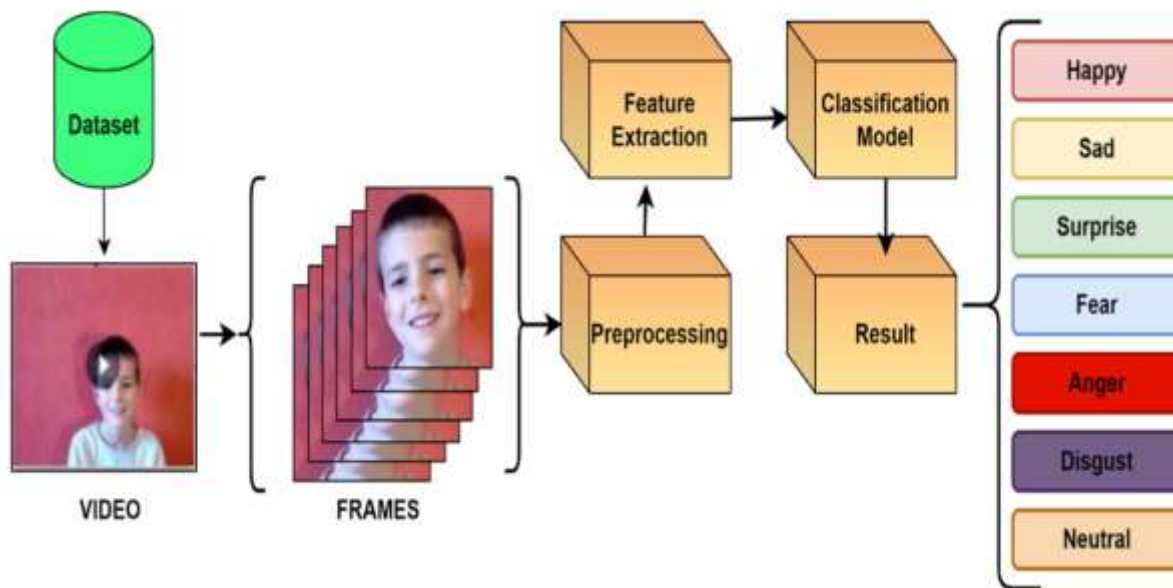 Dataset
VIDEO
FRAMES
Preprocessing
Feature
Extraction
Classification
Model
Result
Happy
Sad
Surprise
Fear
Anger
Disgust
Neutral